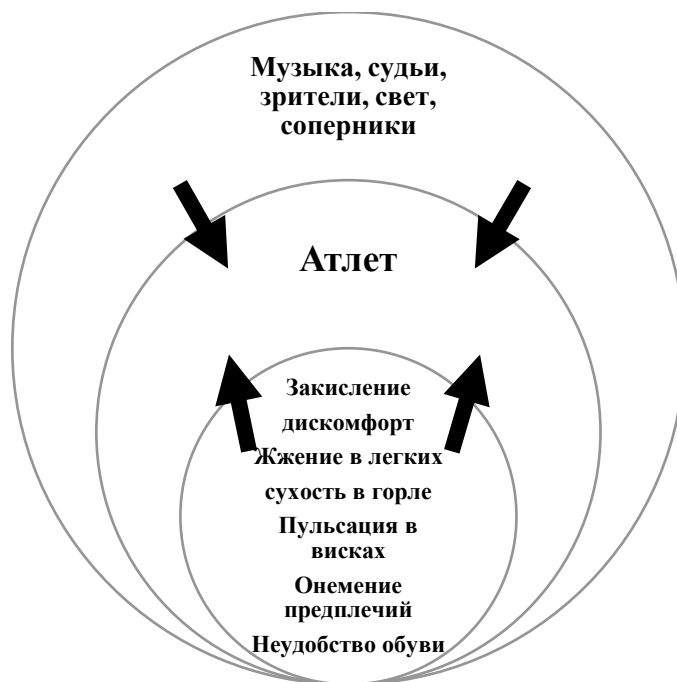 Музыка, судьи,
зрители, свет,
соперники
Атлет
Закисление
дискомфорт
Жжение в легких
сухость в горле
Пульсация в
висках
Онемение
предплечий
Неудобство обуви